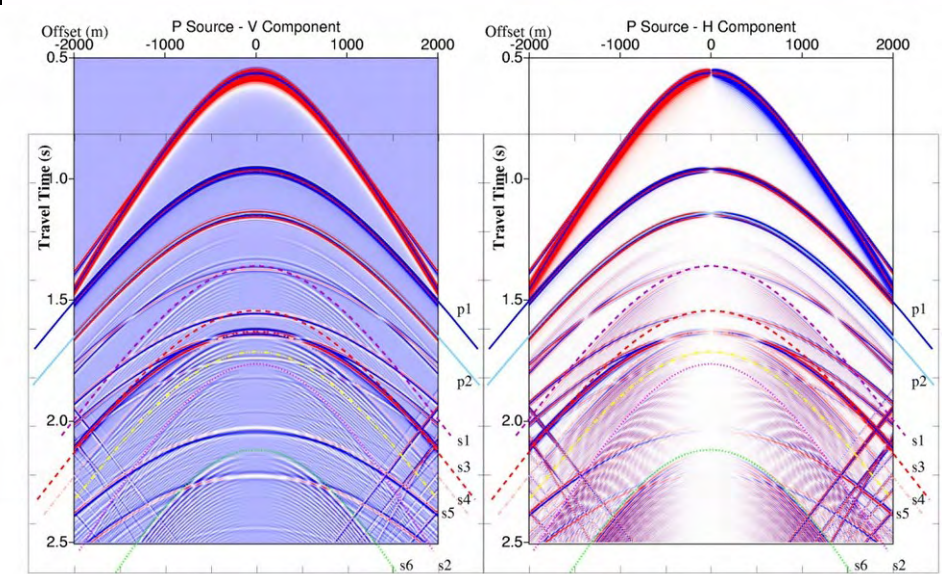 P Source - V Component
Offset (m)
-2000 -1000 0 1000 2000
0.5
1.0
1.5
2.0
2.5
Travel Time (s)
p1
p2
s1
s3
s4
s5
s6 s2
P Source - H Component
Offset (m)
-2000 -1000 0 1000 2000
0.5
1.0
1.5
2.0
2.5
Travel Time (s)
p1
p2
s1
s3
s4
s5
s6 s2